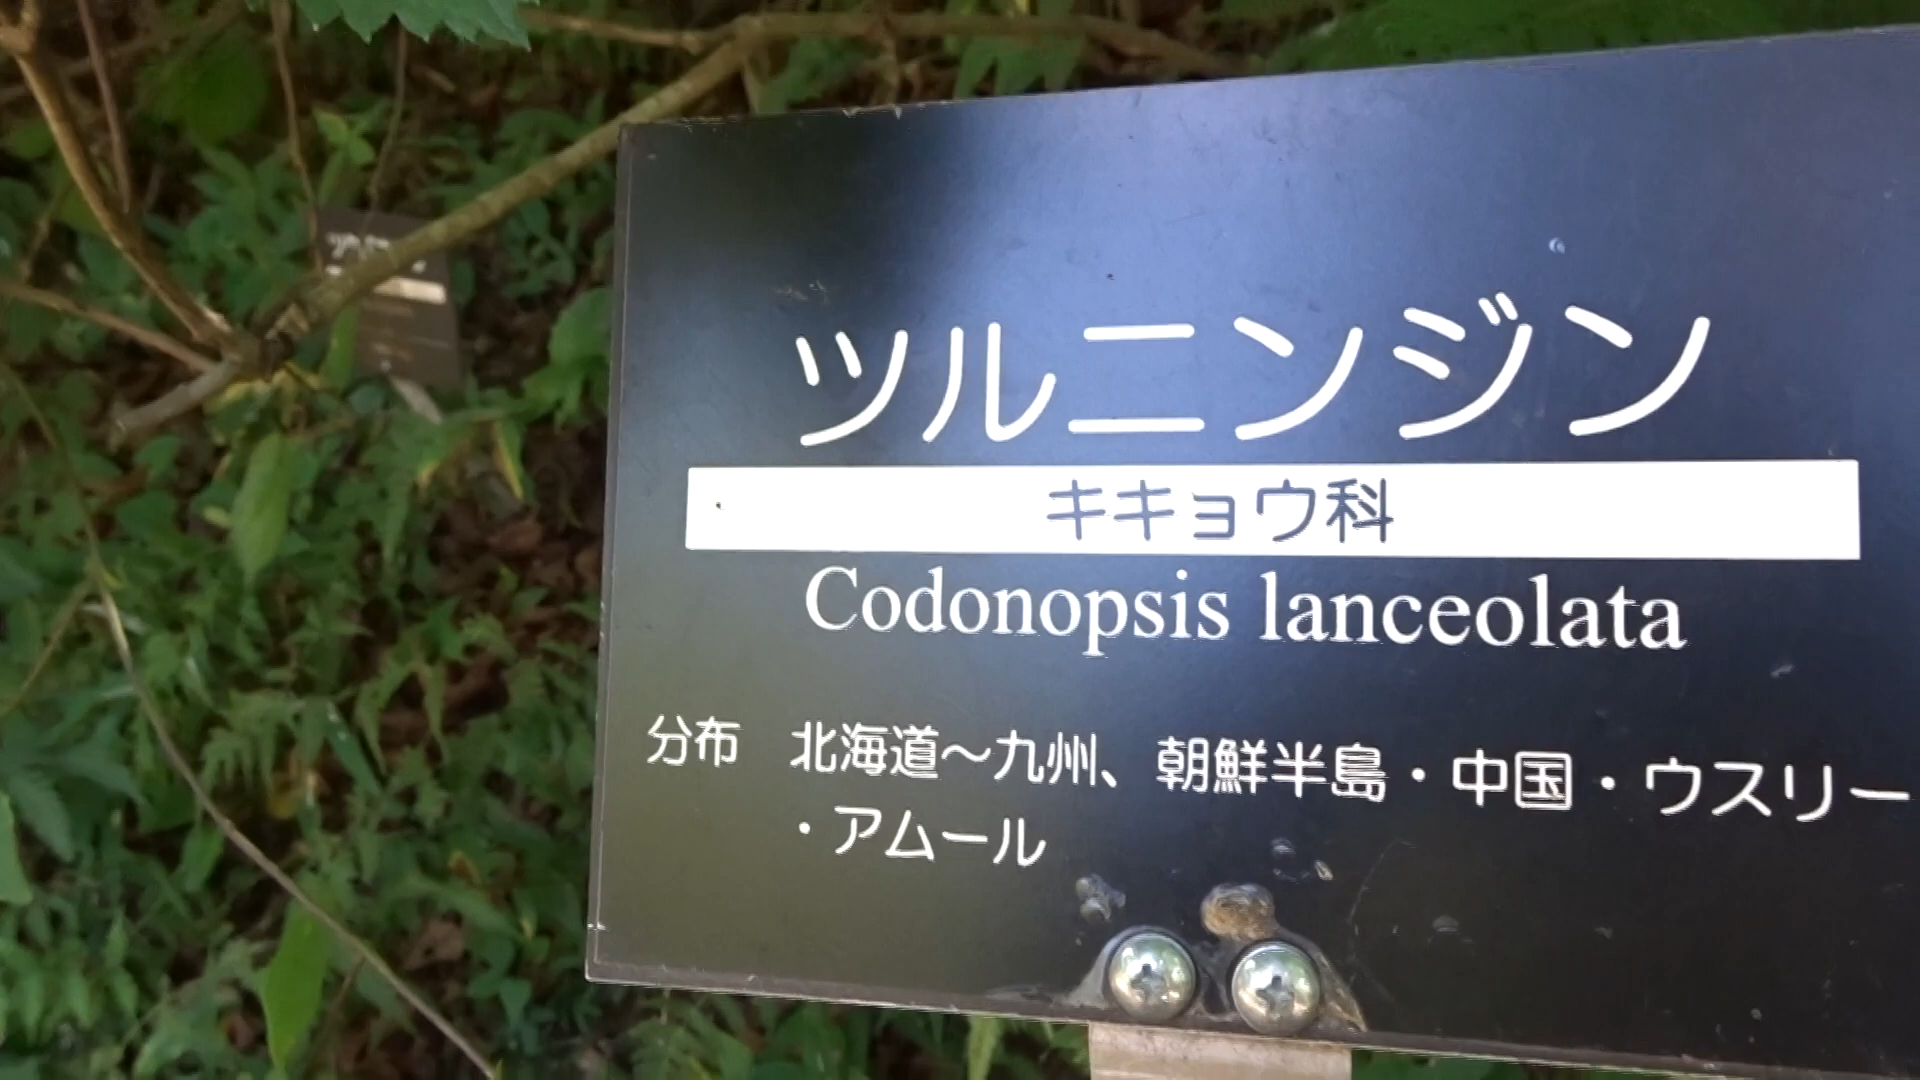 ツルニンジン
キキョウ科
Codonopsis lanceolata
分布 北海道～九州、朝鮮半島・中国・ウスリー
・アムール